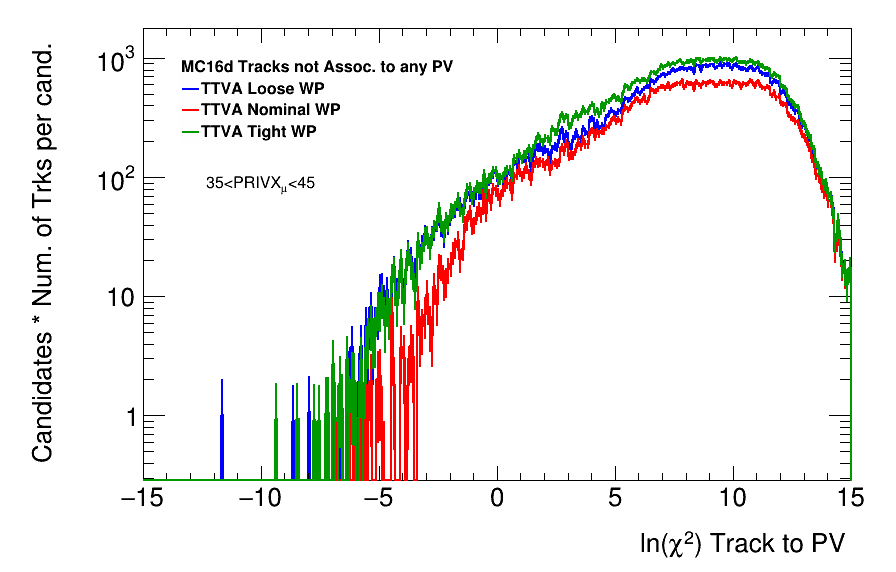 Candidates * Num. of Trks per cand.
10³
10²
10
1
MC16d Tracks not Assoc. to any PV
TTVA Loose WP
TTVA Nominal WP
TTVA Tight WP
35<PRIVXμ<45
−15 −10 −5 0 5 10 15
ln(χ²) Track to PV